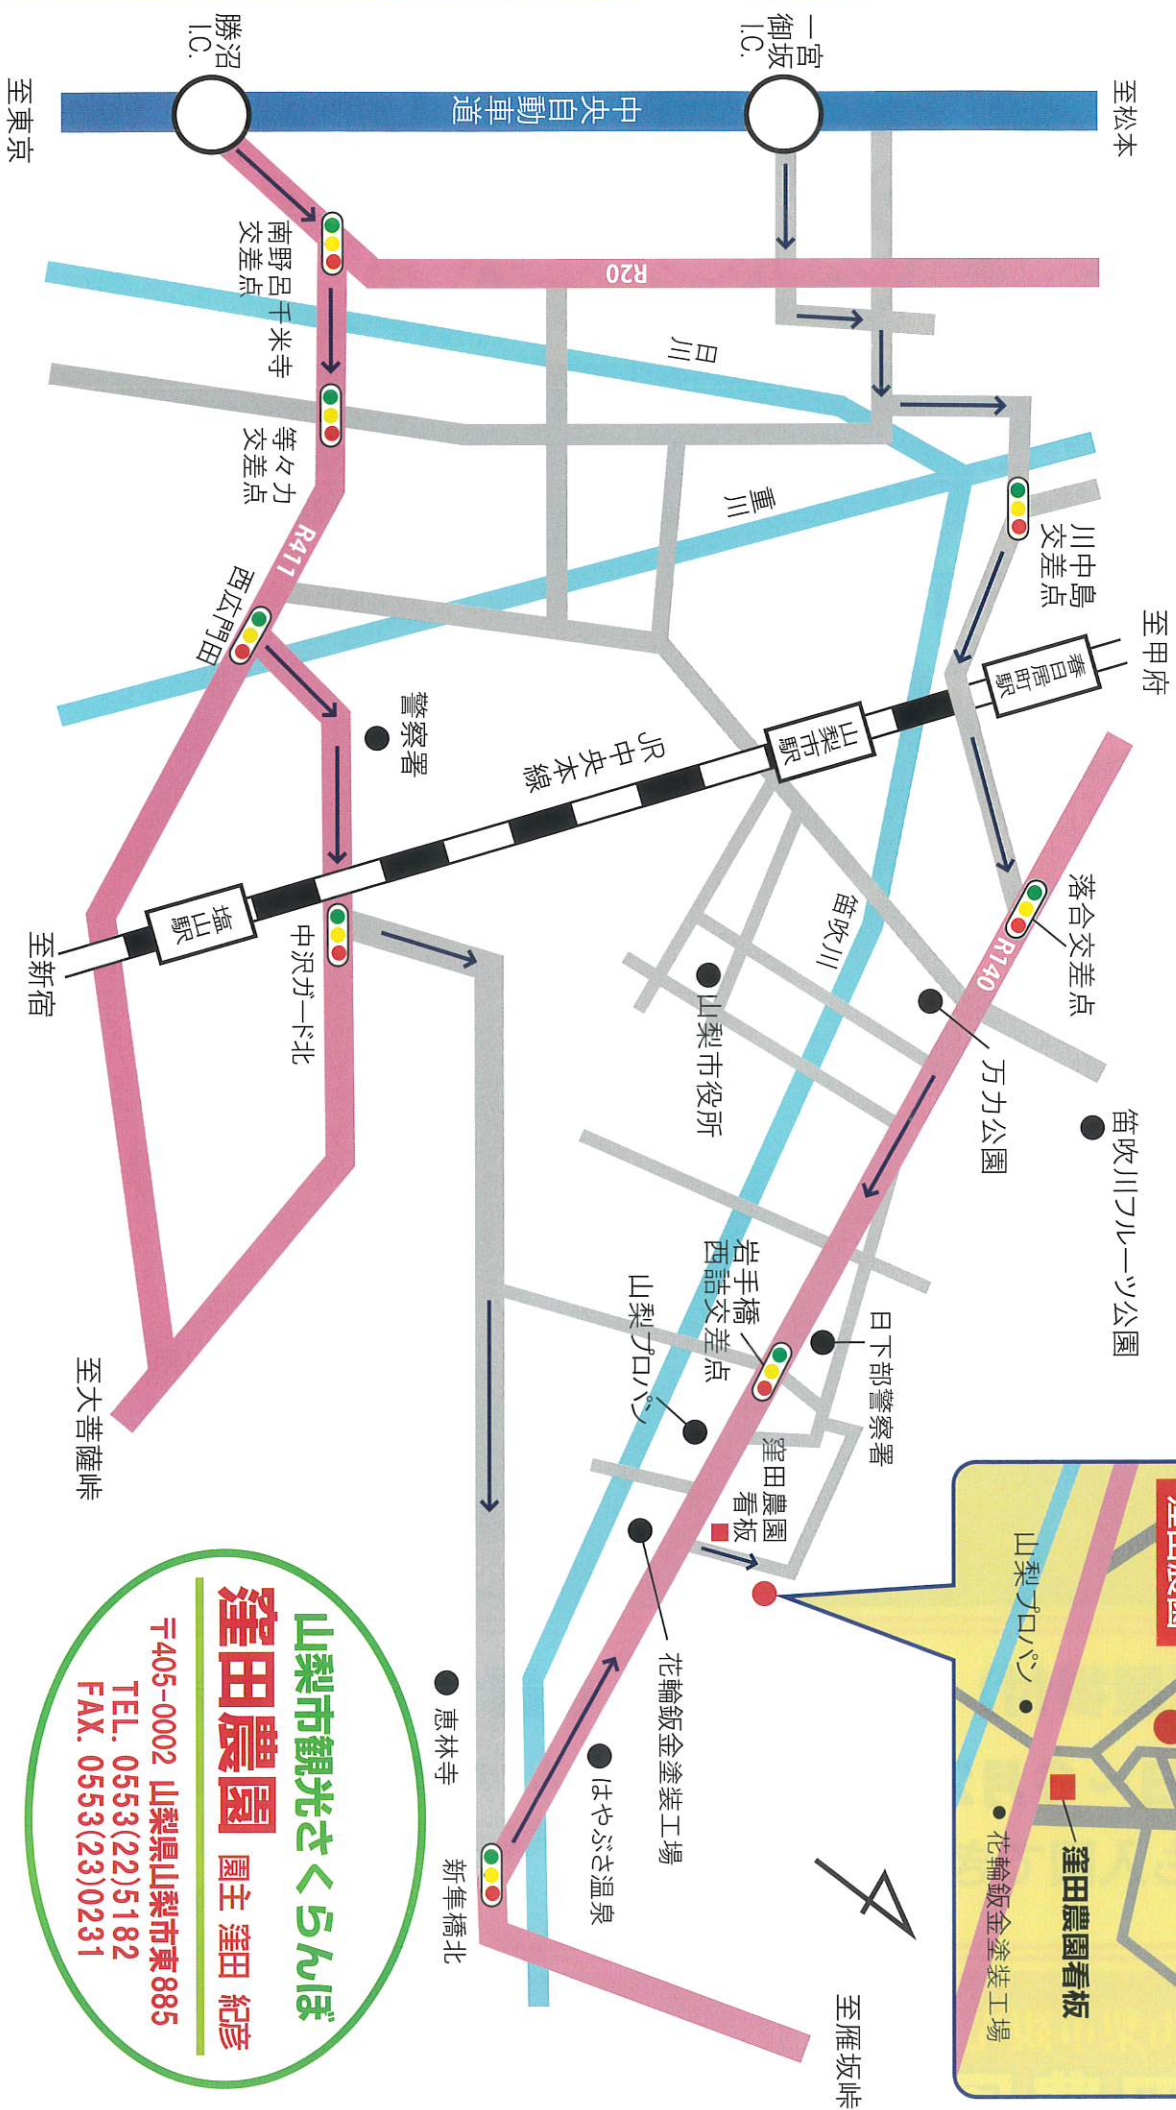 至松本
中央自動車道
一宮
御坂
I.C.
勝沼
I.C.
至東京
R20
南野呂千米寺
交差点
日川
等々力
交差点
重川
川中島
交差点
R411
西広門田
警察署
至甲府
春日
居町
駅
山梨
市駅
JR中央本線
塩山
駅
至新宿
落合交差点
R140
笛吹川
中沢ガード北
山梨市役所
万力公園
笛吹川フルーツ公園
岩手橋
西詰交差点
日下部警察署
山梨プロパン
窪田農園
看板
至大菩薩峠
花輪鈑金塗装工場
はやぶさ温泉
恵林寺
新隼橋北
至雁坂峠
窪田農園
山梨プロパン
窪田農園看板
花輪鈑金塗装工場
山梨市観光さくらんぼ
窪田農園 園主 窪田 紀彦
〒405-0002 山梨県山梨市東885
TEL. 0553(22)5182
FAX. 0553(23)0231